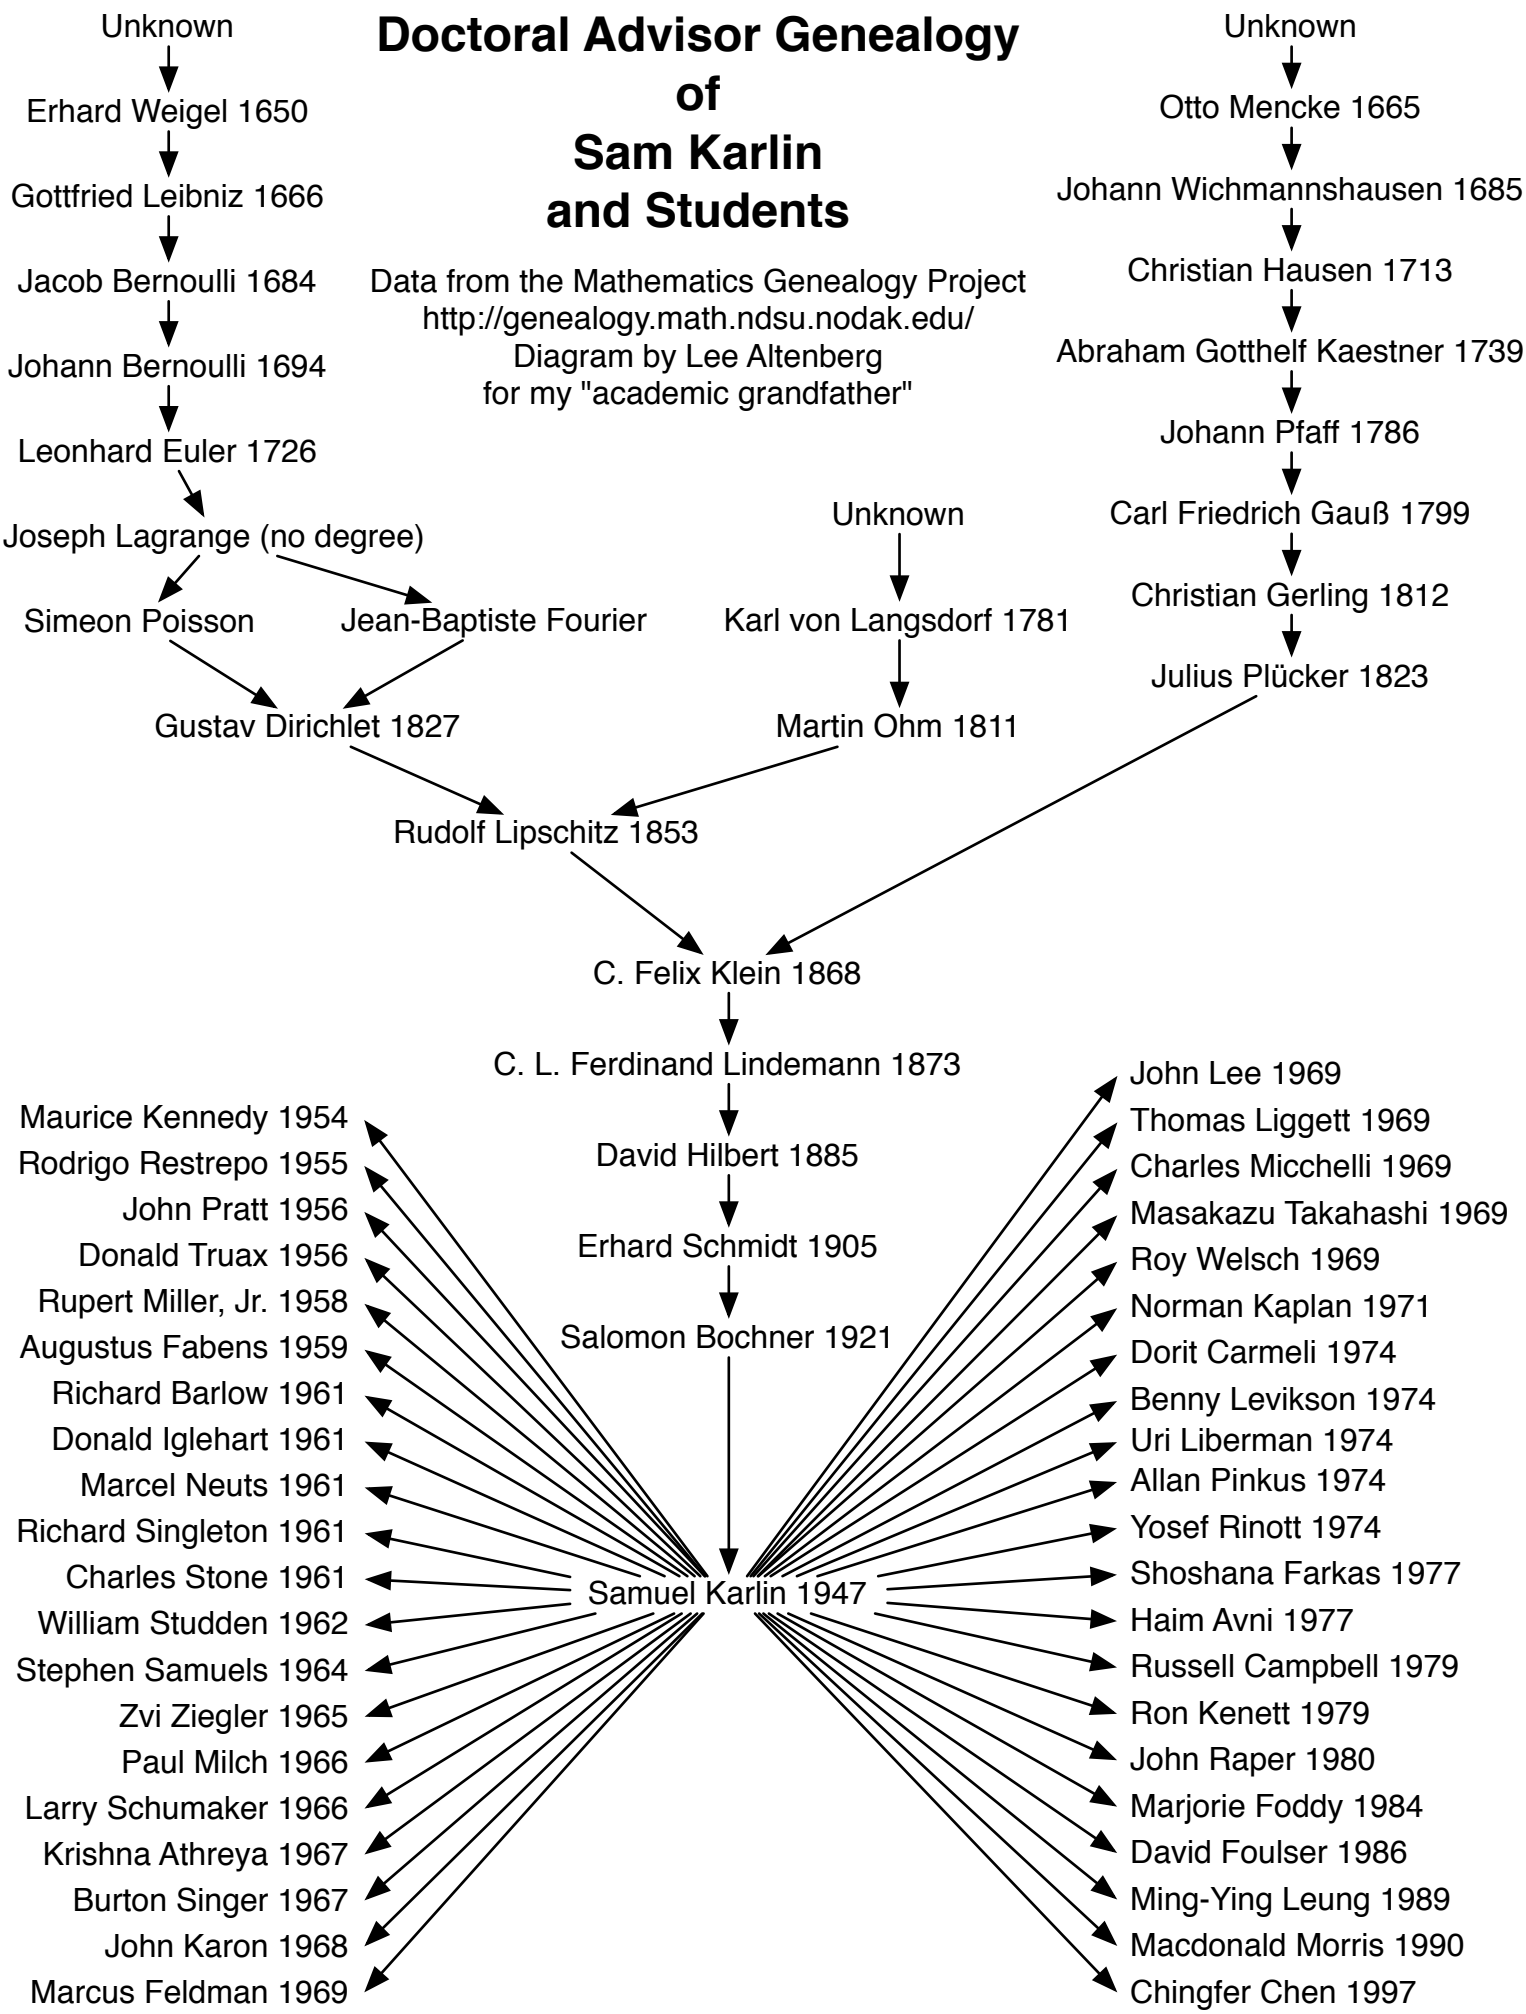 Doctoral Advisor Genealogy
of
Sam Karlin
and Students
Data from the Mathematics Genealogy Project
http://genealogy.math.ndsu.nodak.edu/
Diagram by Lee Altenberg
for my "academic grandfather"
Unknown
Erhard Weigel 1650
Gottfried Leibniz 1666
Jacob Bernoulli 1684
Johann Bernoulli 1694
Leonhard Euler 1726
Joseph Lagrange (no degree)
Simeon Poisson
Jean-Baptiste Fourier
Gustav Dirichlet 1827
Unknown
Karl von Langsdorf 1781
Martin Ohm 1811
Rudolf Lipschitz 1853
Unknown
Otto Mencke 1665
Johann Wichmannshausen 1685
Christian Hausen 1713
Abraham Gotthelf Kaestner 1739
Johann Pfaff 1786
Carl Friedrich Gauß 1799
Christian Gerling 1812
Julius Plücker 1823
C. Felix Klein 1868
C. L. Ferdinand Lindemann 1873
David Hilbert 1885
Erhard Schmidt 1905
Salomon Bochner 1921
Samuel Karlin 1947
Maurice Kennedy 1954
Rodrigo Restrepo 1955
John Pratt 1956
Donald Truax 1956
Rupert Miller, Jr. 1958
Augustus Fabens 1959
Richard Barlow 1961
Donald Iglehart 1961
Marcel Neuts 1961
Richard Singleton 1961
Charles Stone 1961
William Studden 1962
Stephen Samuels 1964
Zvi Ziegler 1965
Paul Milch 1966
Larry Schumaker 1966
Krishna Athreya 1967
Burton Singer 1967
John Karon 1968
Marcus Feldman 1969
John Lee 1969
Thomas Liggett 1969
Charles Micchelli 1969
Masakazu Takahashi 1969
Roy Welsch 1969
Norman Kaplan 1971
Dorit Carmeli 1974
Benny Levikson 1974
Uri Liberman 1974
Allan Pinkus 1974
Yosef Rinott 1974
Shoshana Farkas 1977
Haim Avni 1977
Russell Campbell 1979
Ron Kenett 1979
John Raper 1980
Marjorie Foddy 1984
David Foulser 1986
Ming-Ying Leung 1989
Macdonald Morris 1990
Chingfer Chen 1997